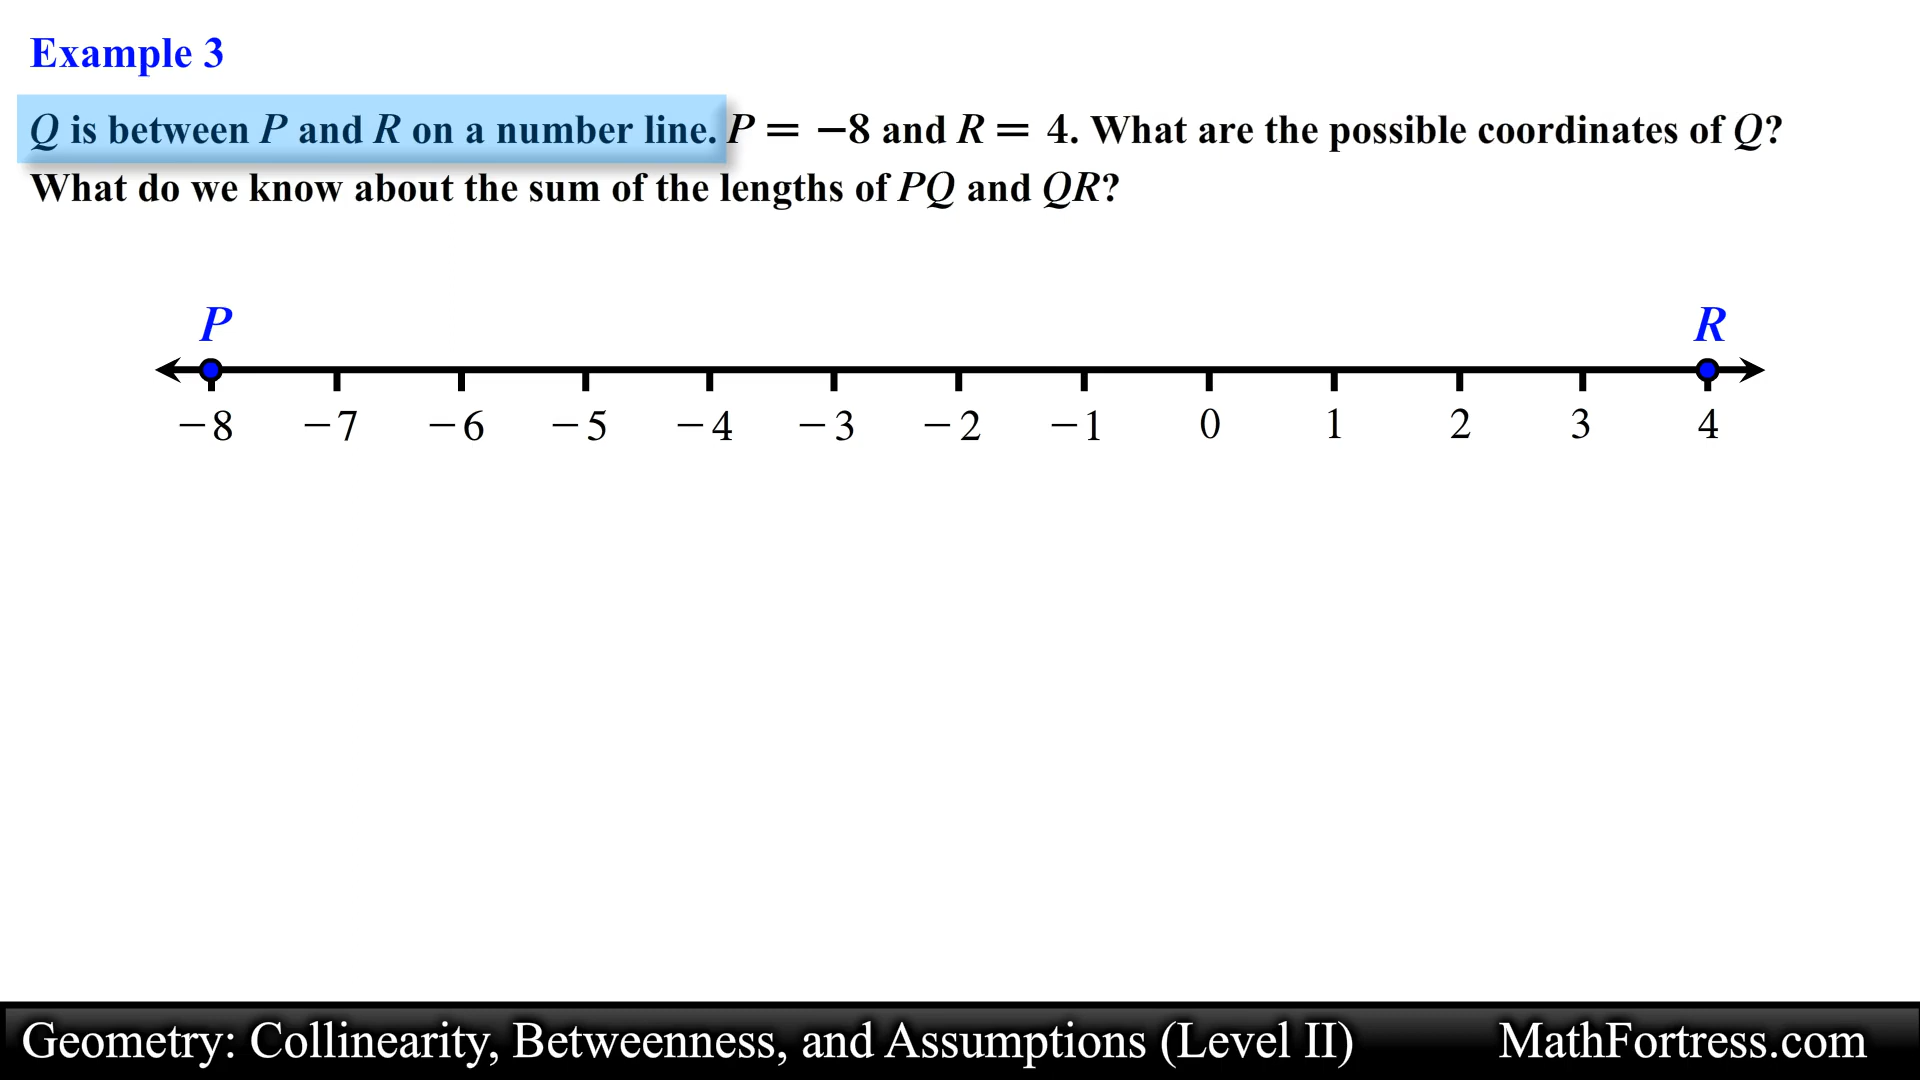 Example 3
Q is between P and R on a number line. P = −8 and R = 4. What are the possible coordinates of Q?
What do we know about the sum of the lengths of PQ and QR?
P R
−8 −7 −6 −5 −4 −3 −2 −1 0 1 2 3 4
Geometry: Collinearity, Betweenness, and Assumptions (Level II) MathFortress.com